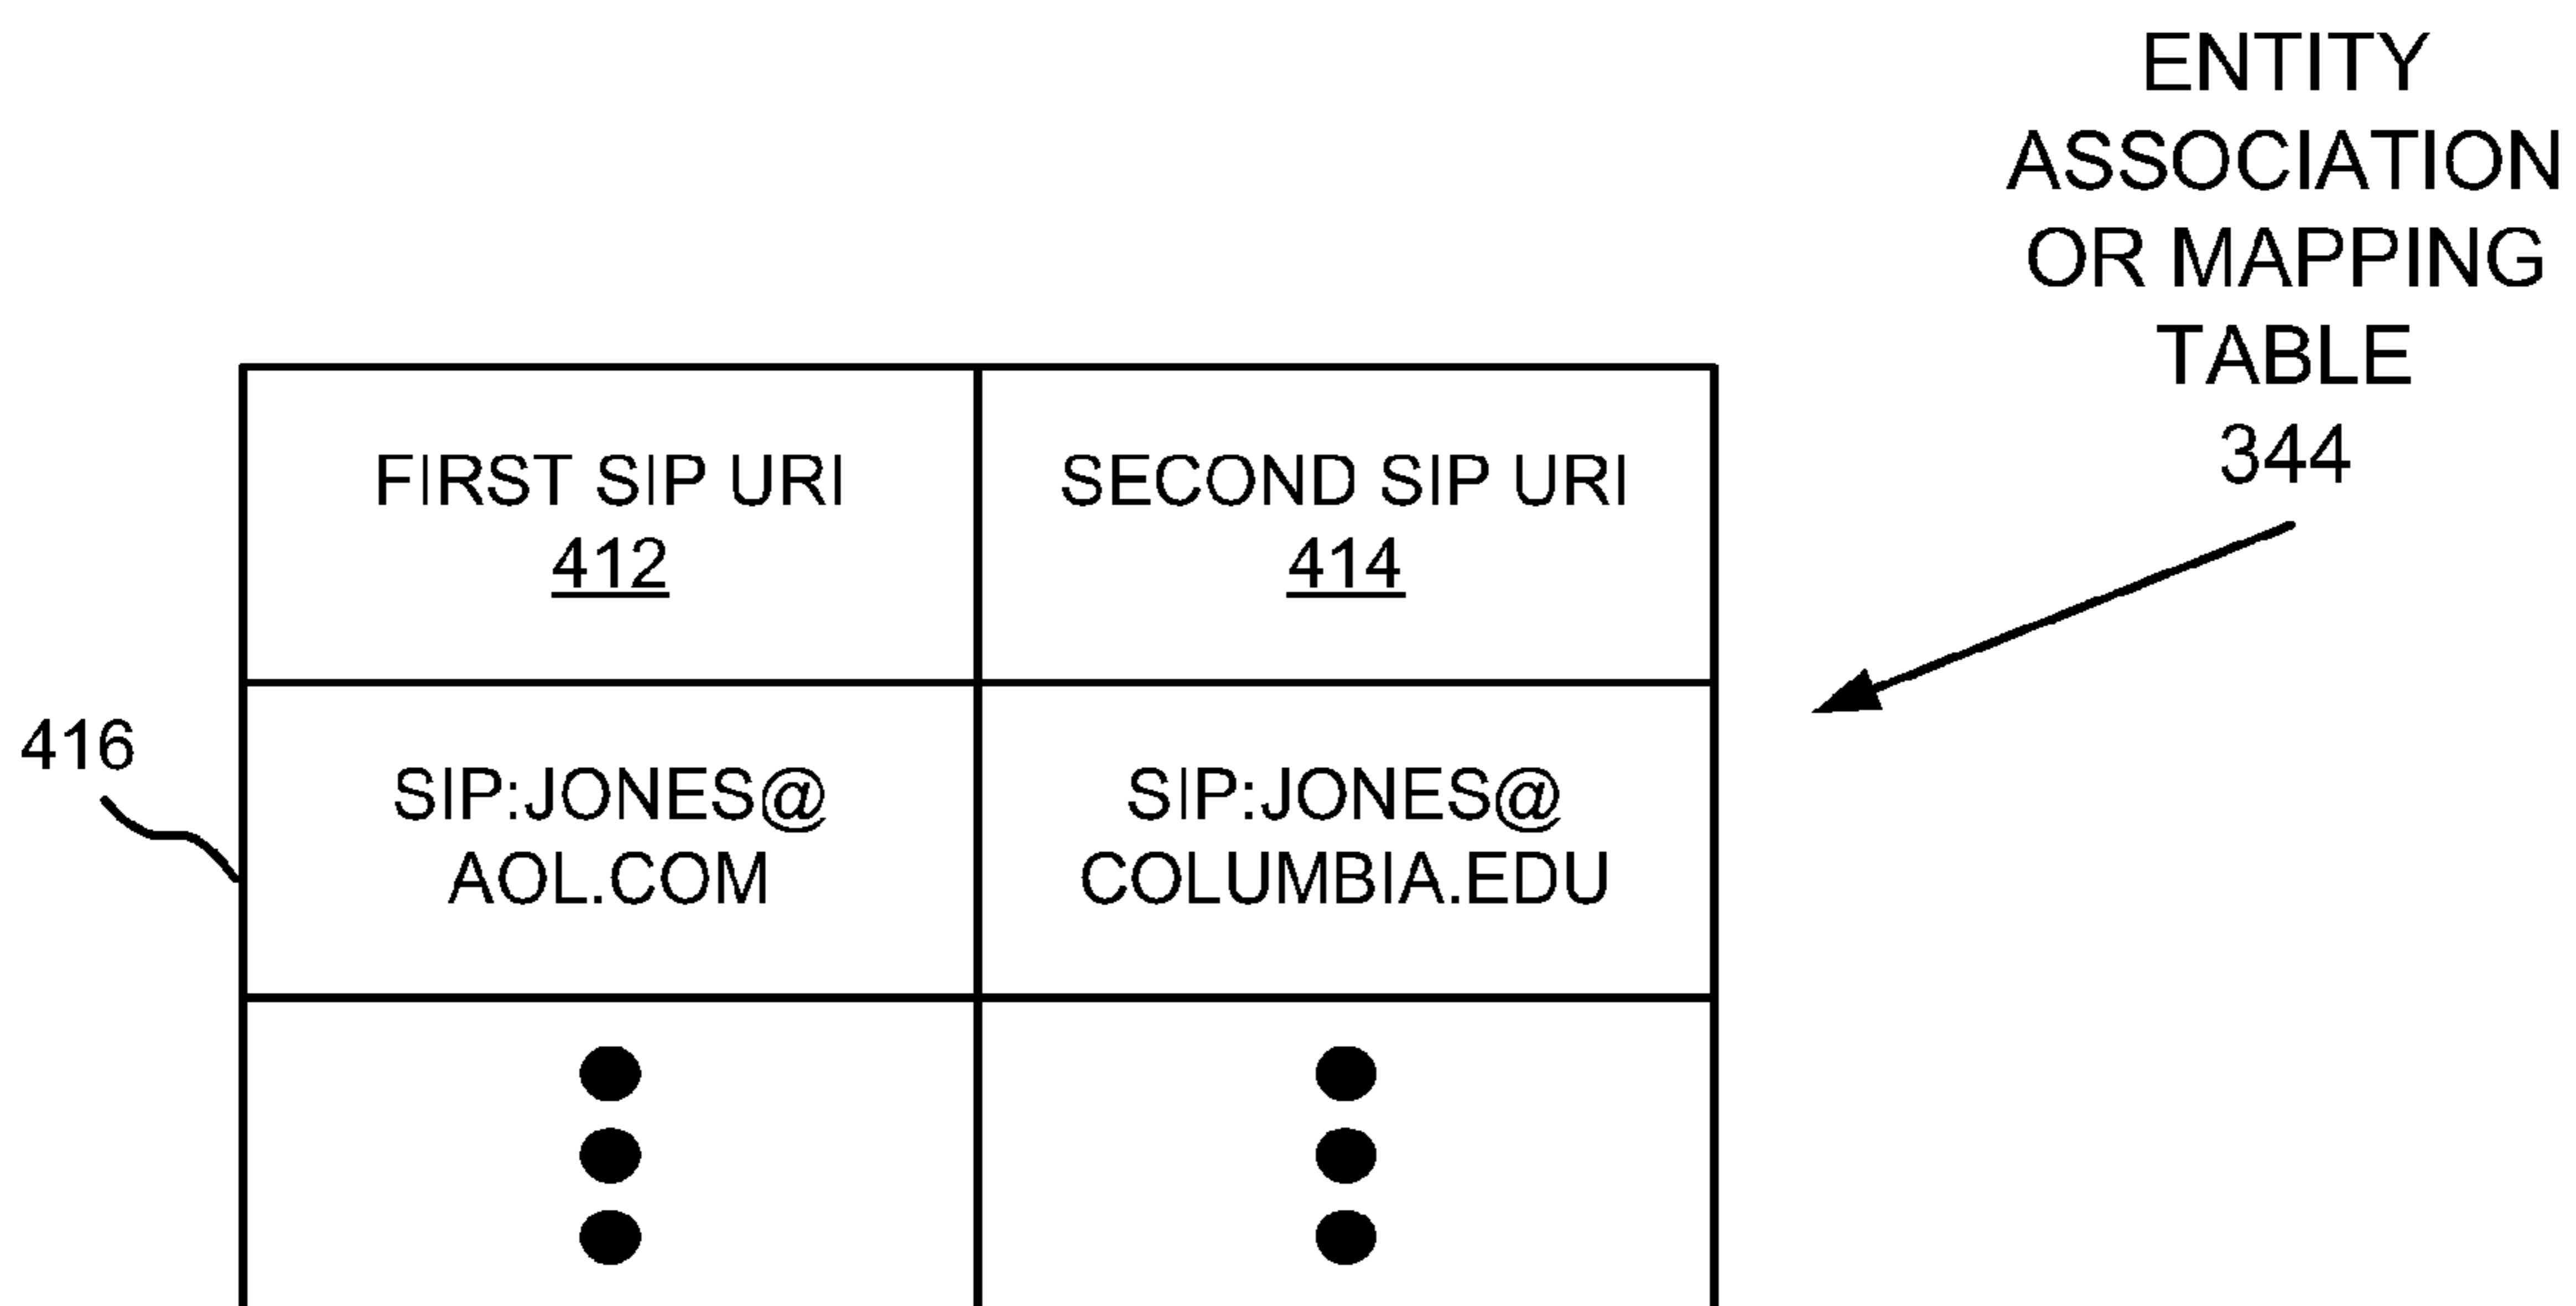 ENTITY
ASSOCIATION
OR MAPPING
TABLE
344
FIRST SIP URI
412
SECOND SIP URI
414
416
SIP:JONES@
AOL.COM
SIP:JONES@
COLUMBIA.EDU